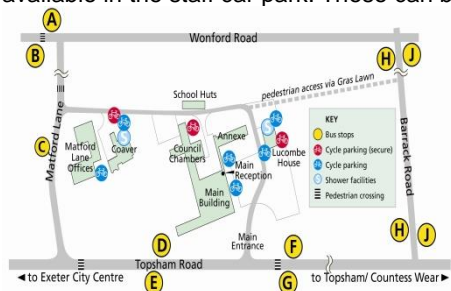 available in the staff car park. These can b
A
B
Wonford Road
H
J
pedestrian access via Gras Lawn
School Huts
Matford Lane
C
Matford
Lane
Offices
Coaver
Council
Chambers
Annexe
Lucombe
House
Main
Reception
Main
Building
KEY
Bus stops
Cycle parking (secure)
Cycle parking
Shower facilities
Pedestrian crossing
Barrack Road
H
J
Main
Entrance
D
F
Topsham Road
E
G
◄ to Exeter City Centre
to Topsham/ Countess Wear ►